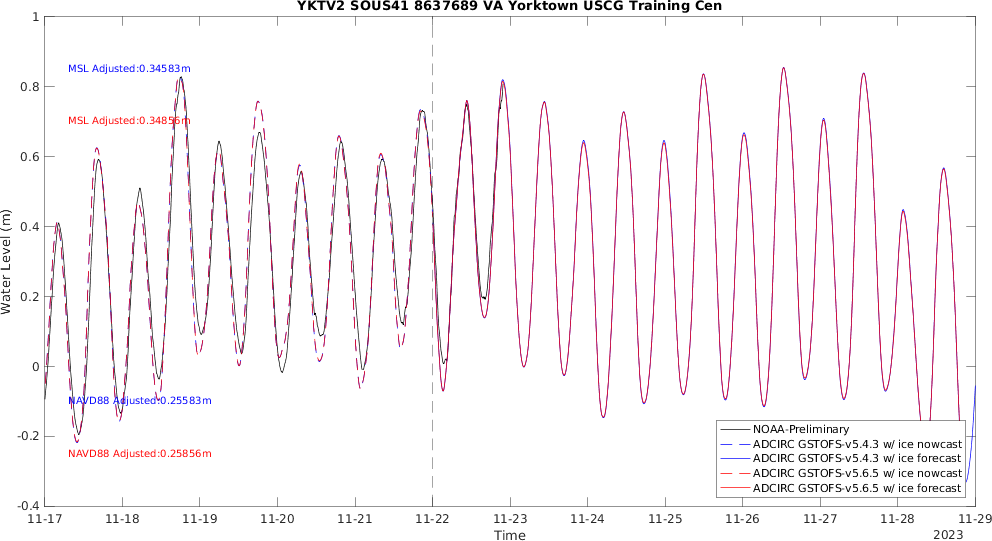 YKTV2 SOUS41 8637689 VA Yorktown USCG Training Cen
Water Level (m)
1
0.8
0.6
0.4
0.2
0
-0.2
-0.4
MSL Adjusted:0.34583m
MSL Adjusted:0.34856m
NAVD88 Adjusted:0.25583m
NAVD88 Adjusted:0.25856m
NOAA-Preliminary
ADCIRC GSTOFS-v5.4.3 w/ ice nowcast
ADCIRC GSTOFS-v5.4.3 w/ ice forecast
ADCIRC GSTOFS-v5.6.5 w/ ice nowcast
ADCIRC GSTOFS-v5.6.5 w/ ice forecast
11-17 11-18 11-19 11-20 11-21 11-22 11-23 11-24 11-25 11-26 11-27 11-28 11-29
Time
2023